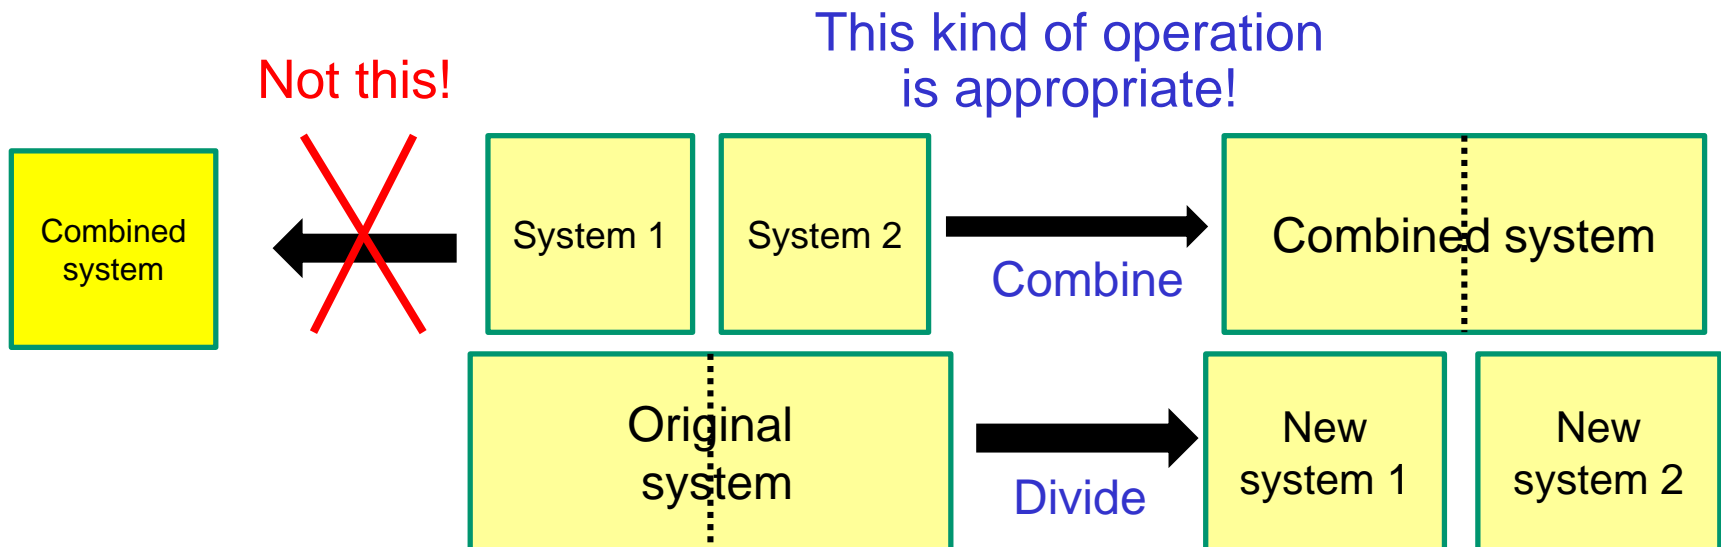 This kind of operation
is appropriate!
Not this!
Combined
system
System 1
System 2
Combine
Combined system
Original
system
Divide
New
system 1
New
system 2